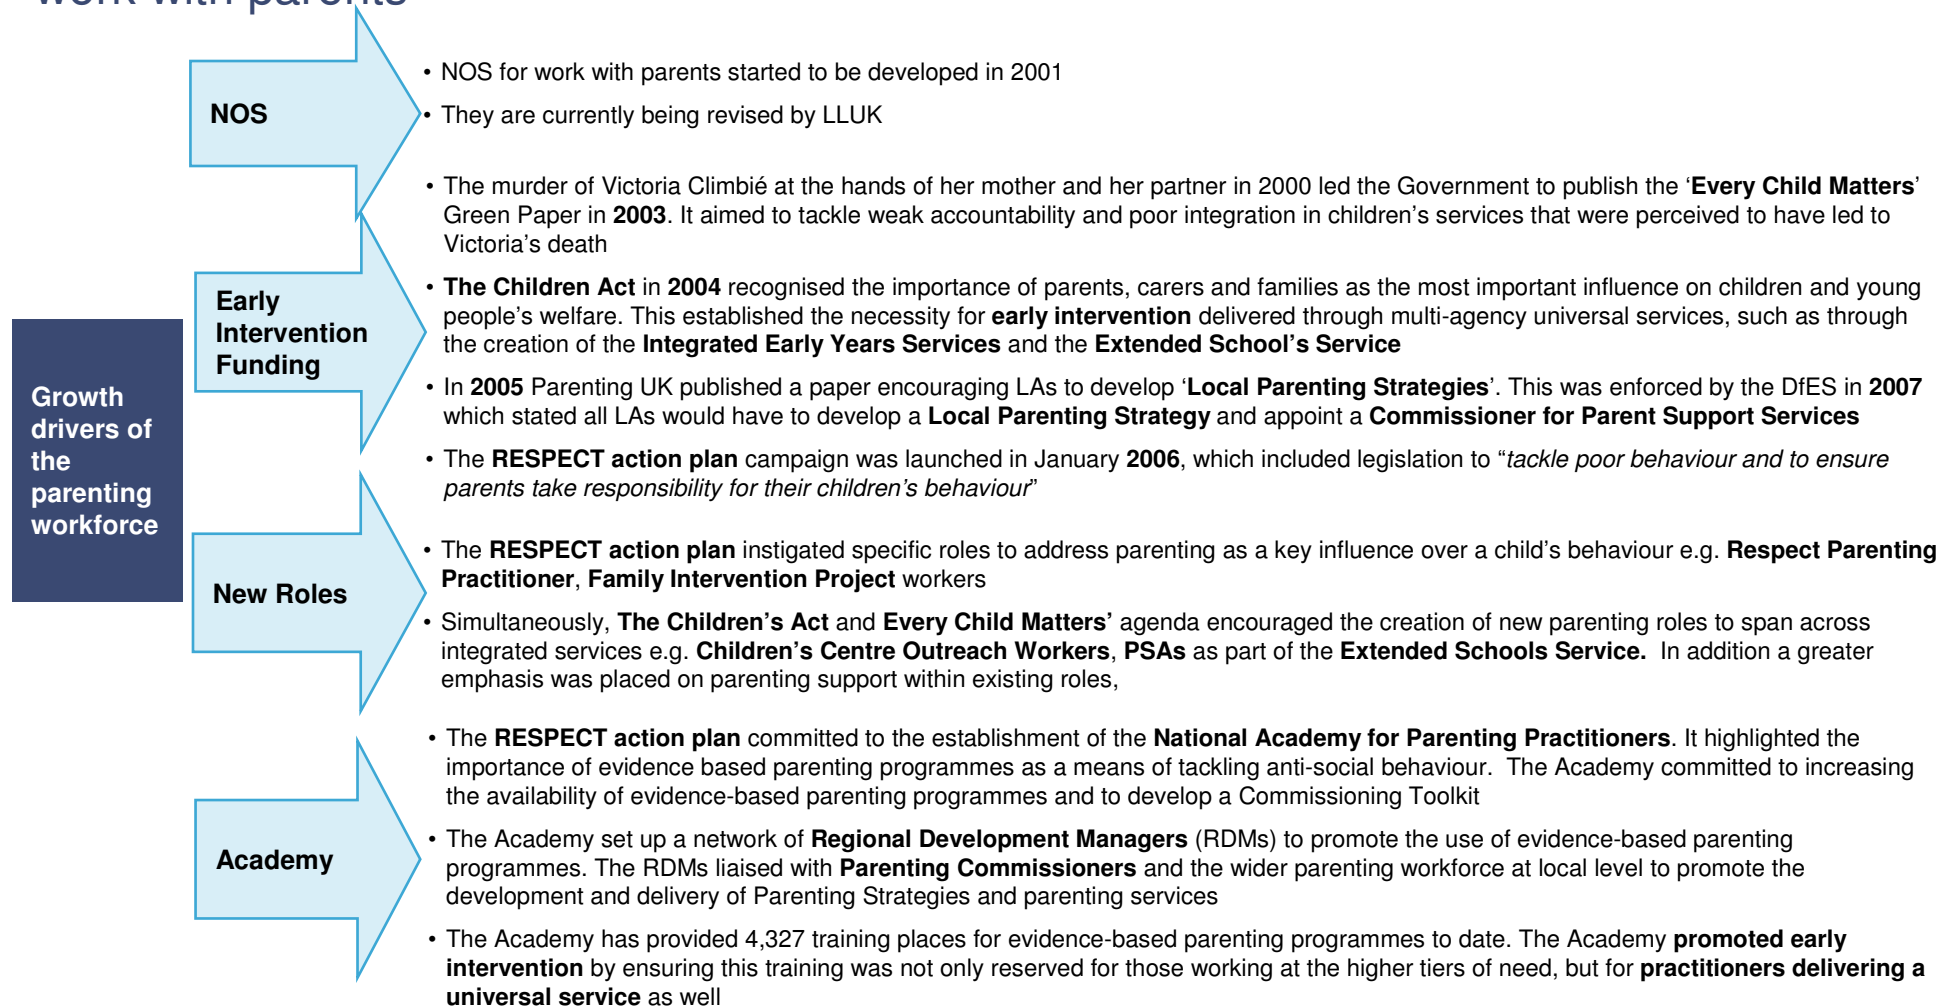 work with parents
NOS
• NOS for work with parents started to be developed in 2001
• They are currently being revised by LLUK
Growth
drivers of
the
parenting
workforce
Early
Intervention
Funding
• The murder of Victoria Climbié at the hands of her mother and her partner in 2000 led the Government to publish the ‘Every Child Matters’
Green Paper in 2003. It aimed to tackle weak accountability and poor integration in children’s services that were perceived to have led to
Victoria’s death
• The Children Act in 2004 recognised the importance of parents, carers and families as the most important influence on children and young
people’s welfare. This established the necessity for early intervention delivered through multi-agency universal services, such as through
the creation of the Integrated Early Years Services and the Extended School’s Service
• In 2005 Parenting UK published a paper encouraging LAs to develop ‘Local Parenting Strategies’. This was enforced by the DfES in 2007
which stated all LAs would have to develop a Local Parenting Strategy and appoint a Commissioner for Parent Support Services
• The RESPECT action plan campaign was launched in January 2006, which included legislation to “tackle poor behaviour and to ensure
parents take responsibility for their children’s behaviour”
New Roles
• The RESPECT action plan instigated specific roles to address parenting as a key influence over a child’s behaviour e.g. Respect Parenting
Practitioner, Family Intervention Project workers
• Simultaneously, The Children’s Act and Every Child Matters’ agenda encouraged the creation of new parenting roles to span across
integrated services e.g. Children’s Centre Outreach Workers, PSAs as part of the Extended Schools Service. In addition a greater
emphasis was placed on parenting support within existing roles,
Academy
• The RESPECT action plan committed to the establishment of the National Academy for Parenting Practitioners. It highlighted the
importance of evidence based parenting programmes as a means of tackling anti-social behaviour. The Academy committed to increasing
the availability of evidence-based parenting programmes and to develop a Commissioning Toolkit
• The Academy set up a network of Regional Development Managers (RDMs) to promote the use of evidence-based parenting
programmes. The RDMs liaised with Parenting Commissioners and the wider parenting workforce at local level to promote the
development and delivery of Parenting Strategies and parenting services
• The Academy has provided 4,327 training places for evidence-based parenting programmes to date. The Academy promoted early
intervention by ensuring this training was not only reserved for those working at the higher tiers of need, but for practitioners delivering a
universal service as well